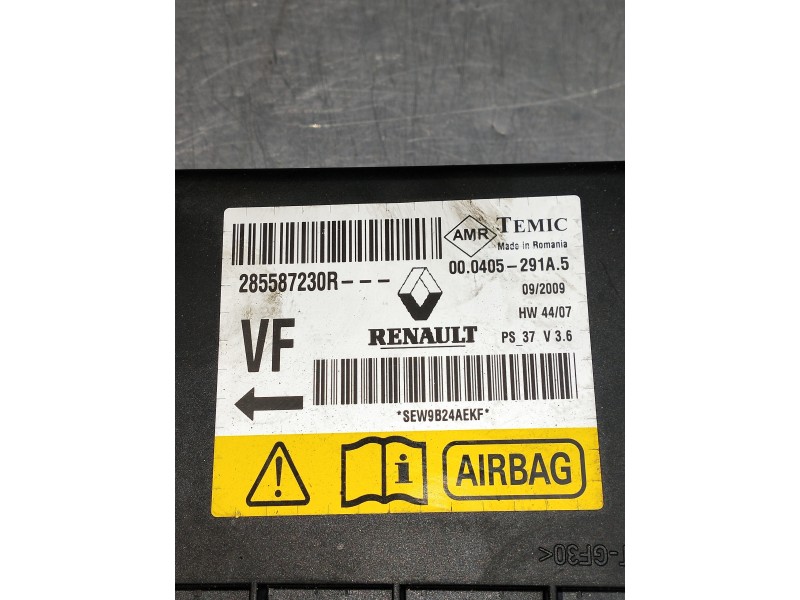 AMR TEMIC
Made in Romania
285587230R---
00.0405-291A.5
09/2009
VF
RENAULT
HW 44/07
PS_37 V 3.6
*SEW9B24AEKF*
i
AIRBAG
-GF30<